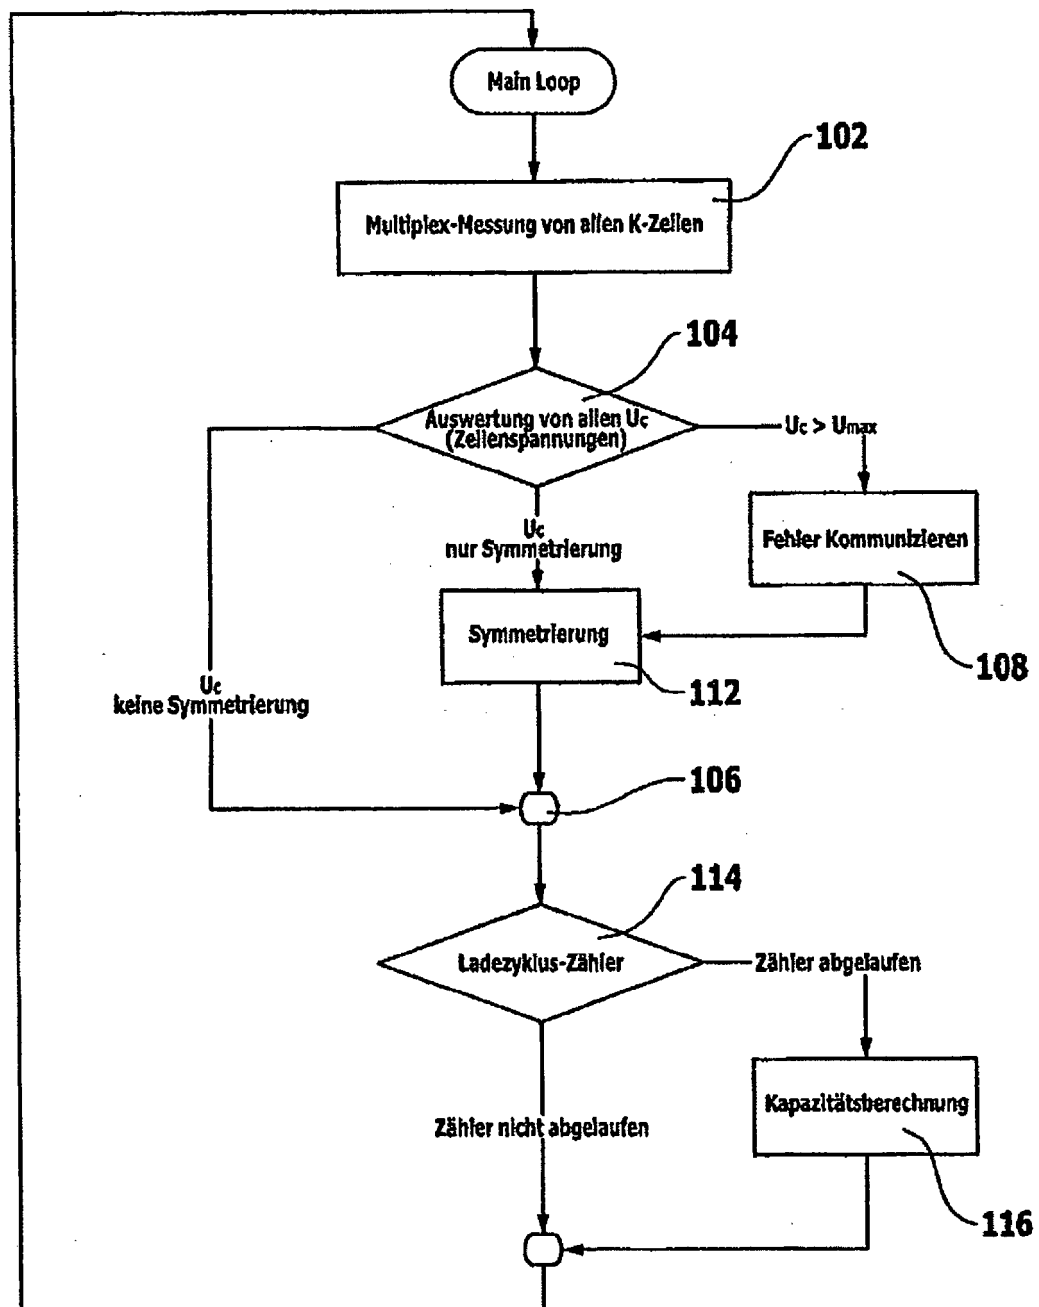 Main Loop
102
Multiplex-Messung von allen K-Zellen
104
Auswertung von allen Uc
(Zellenspannungen)
Uc > Umax
Uc
nur Symmetrierung
Fehler Kommunizieren
Symmetrierung
108
112
Uc
keine Symmetrierung
106
114
Ladezyklus-Zähler
Zähler abgelaufen
Kapazitätsberechnung
Zähler nicht abgelaufen
116